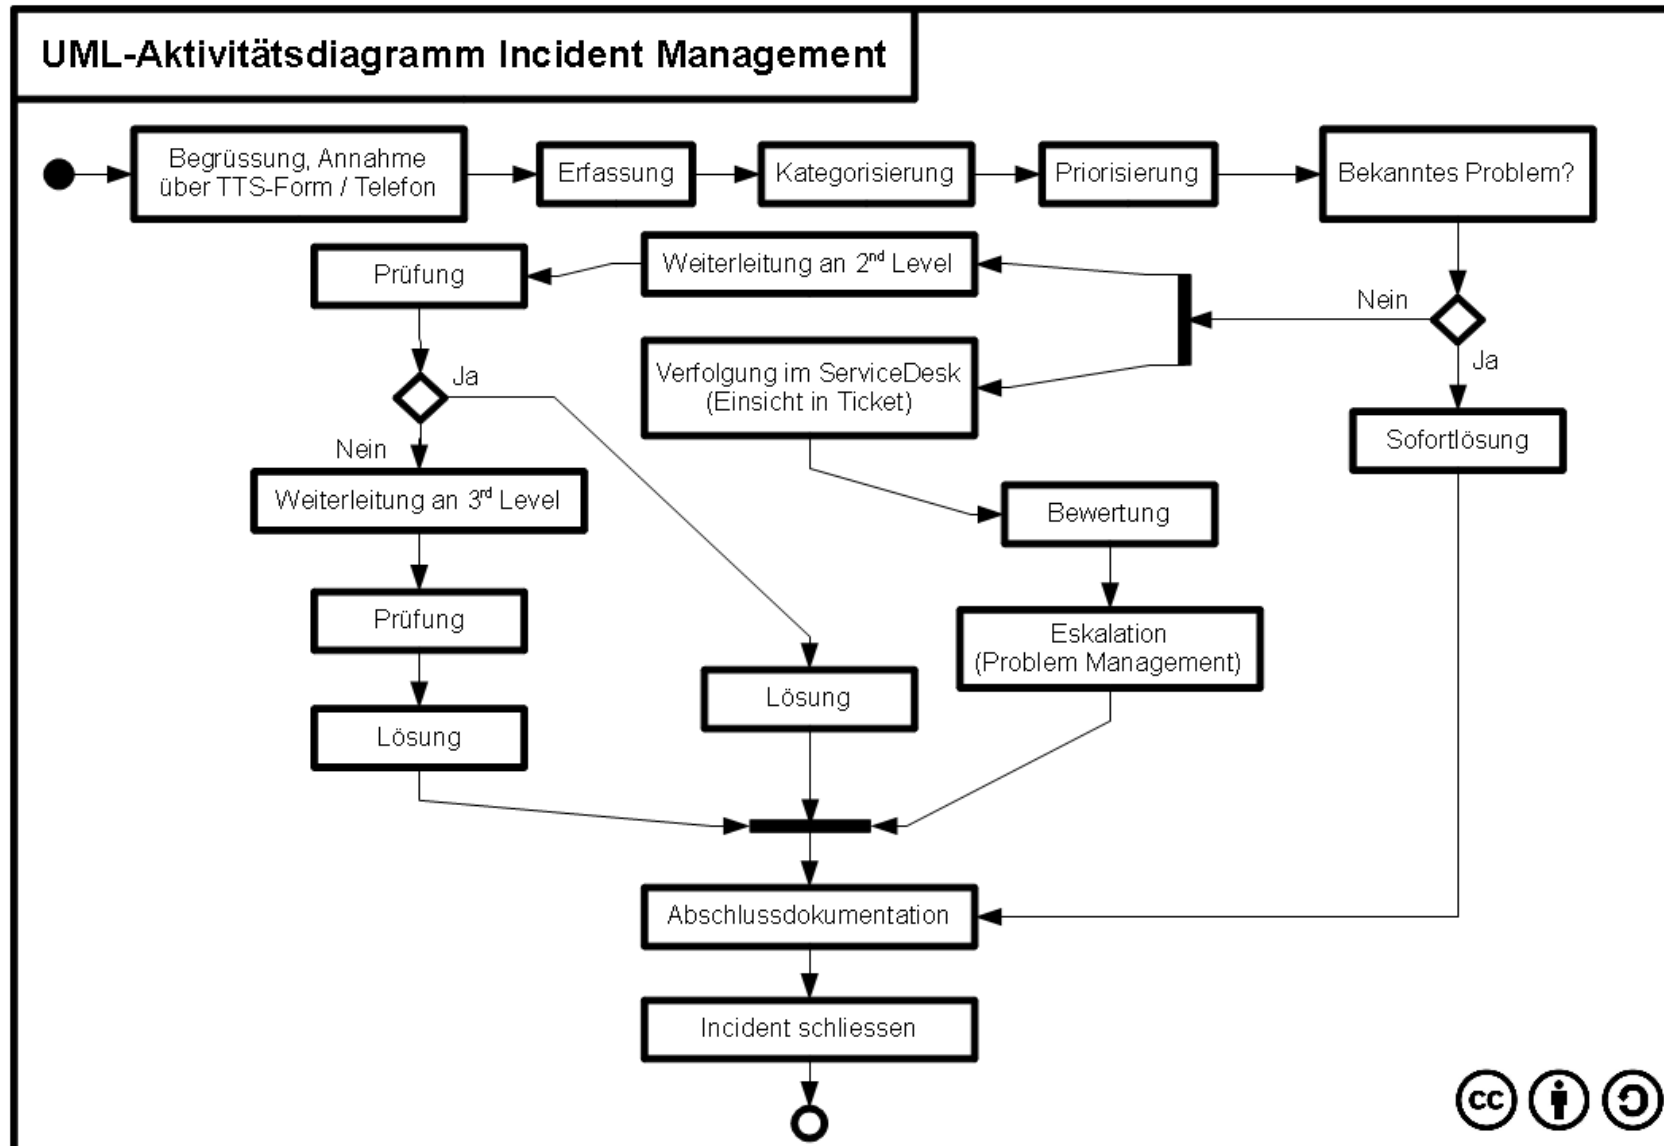 UML-Aktivitätsdiagramm Incident Management
Begrüssung, Annahme
über TTS-Form / Telefon
Erfassung
Kategorisierung
Priorisierung
Bekanntes Problem?
Prüfung
Weiterleitung an 2nd Level
Nein
Ja
Verfolgung im ServiceDesk
(Einsicht in Ticket)
Ja
Sofortlösung
Nein
Weiterleitung an 3rd Level
Bewertung
Prüfung
Eskalation
(Problem Management)
Lösung
Lösung
Abschlussdokumentation
Incident schliessen
cc